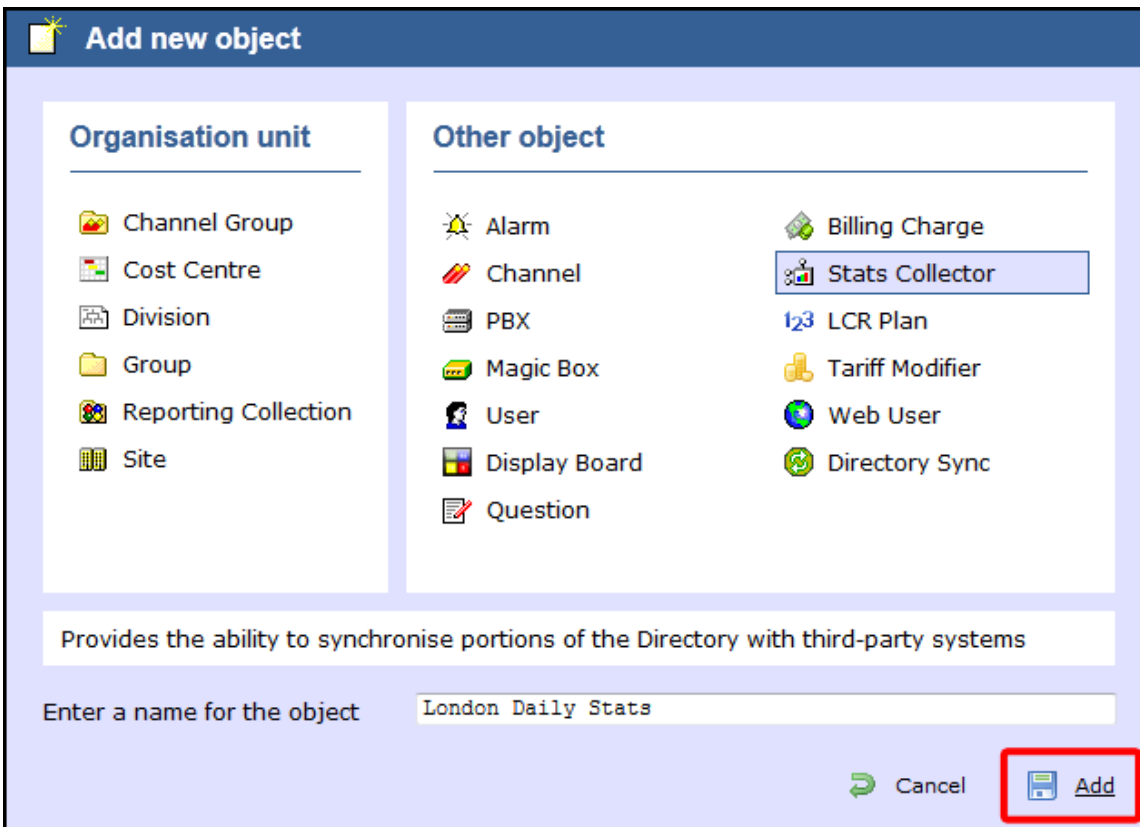 Add new object
Organisation unit
Channel Group
Cost Centre
Division
Group
Reporting Collection
Site
Other object
Alarm
Channel
PBX
Magic Box
User
Display Board
Question
Billing Charge
Stats Collector
123 LCR Plan
Tariff Modifier
Web User
Directory Sync
Provides the ability to synchronise portions of the Directory with third-party systems
Enter a name for the object
London Daily Stats
Cancel
Add